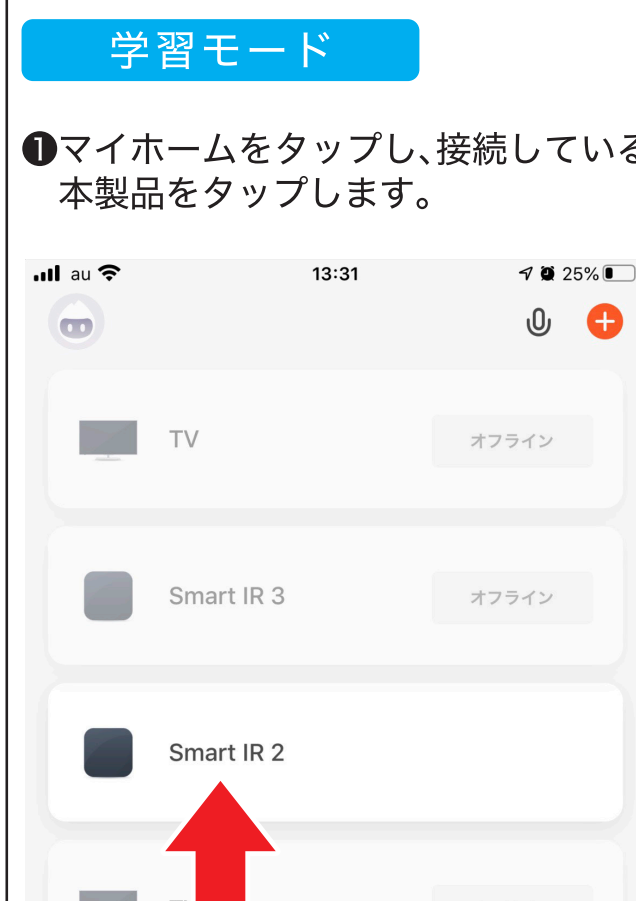 学習モード
❶マイホームをタップし、接続している
本製品をタップします。
au 13:31 25%
TV オフライン
Smart IR 3 オフライン
Smart IR 2